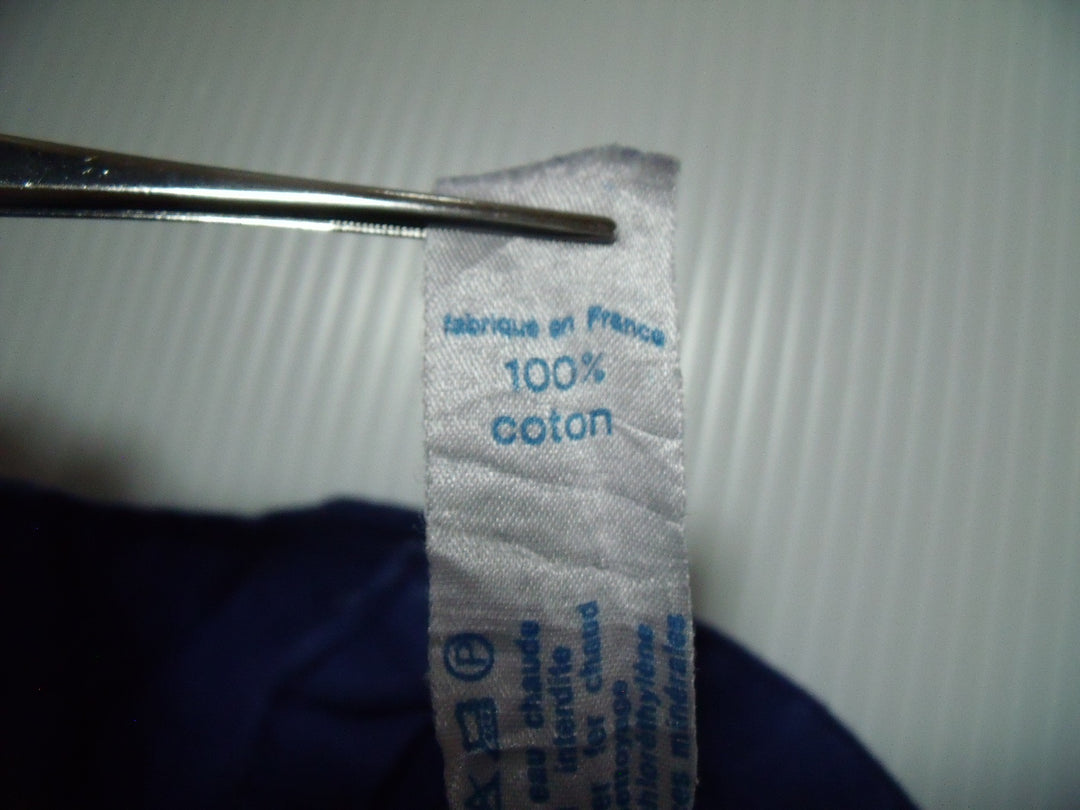 fabrique en France
100%
coton
P
eau chaude
interdite
fer chaud